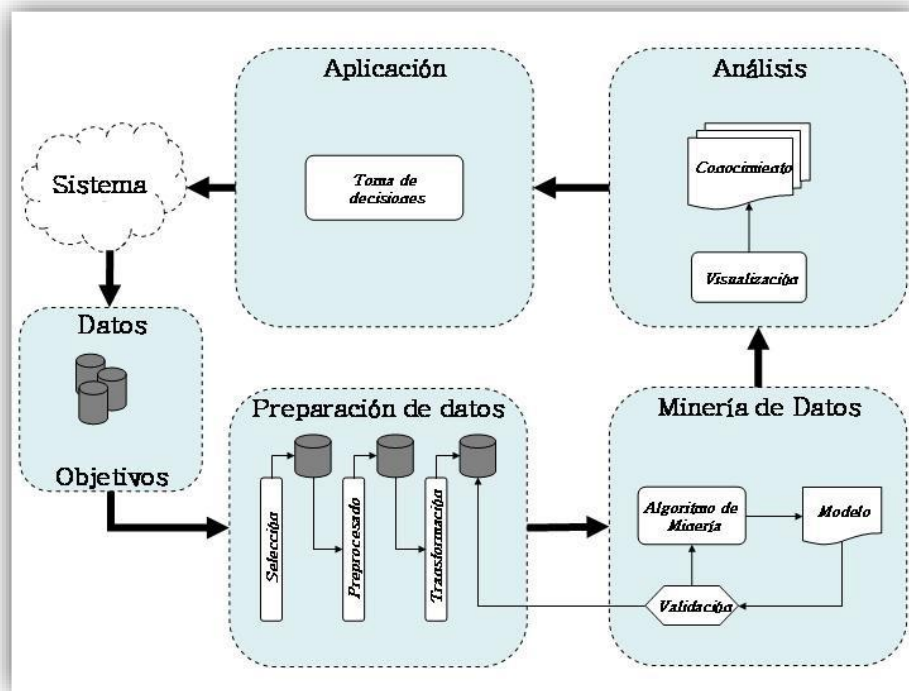 Aplicación
Toma de
decisiones
Análisis
Conocimiento
Visualización
Sistema
Datos
Objetivos
Preparación de datos
Selección
Preprocesado
Transformación
Minería de Datos
Algoritmo de
Minería
Modelo
Validación